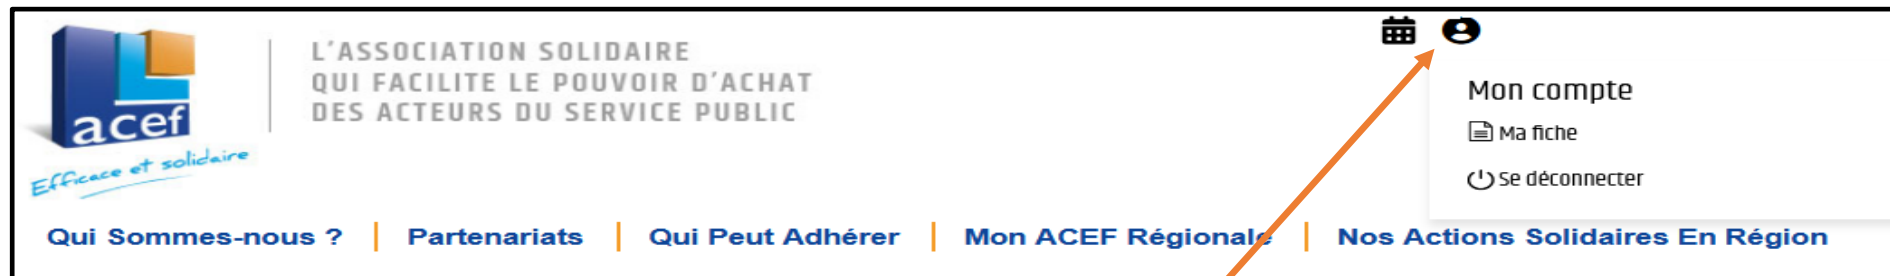 acef
Efficace et solidaire
L'ASSOCIATION SOLIDAIRE
QUI FACILITE LE POUVOIR D'ACHAT
DES ACTEURS DU SERVICE PUBLIC
Mon compte
Ma fiche
Se déconnecter
Qui Sommes-nous ? | Partenariats | Qui Peut Adhérer | Mon ACEF Régionale | Nos Actions Solidaires En Région